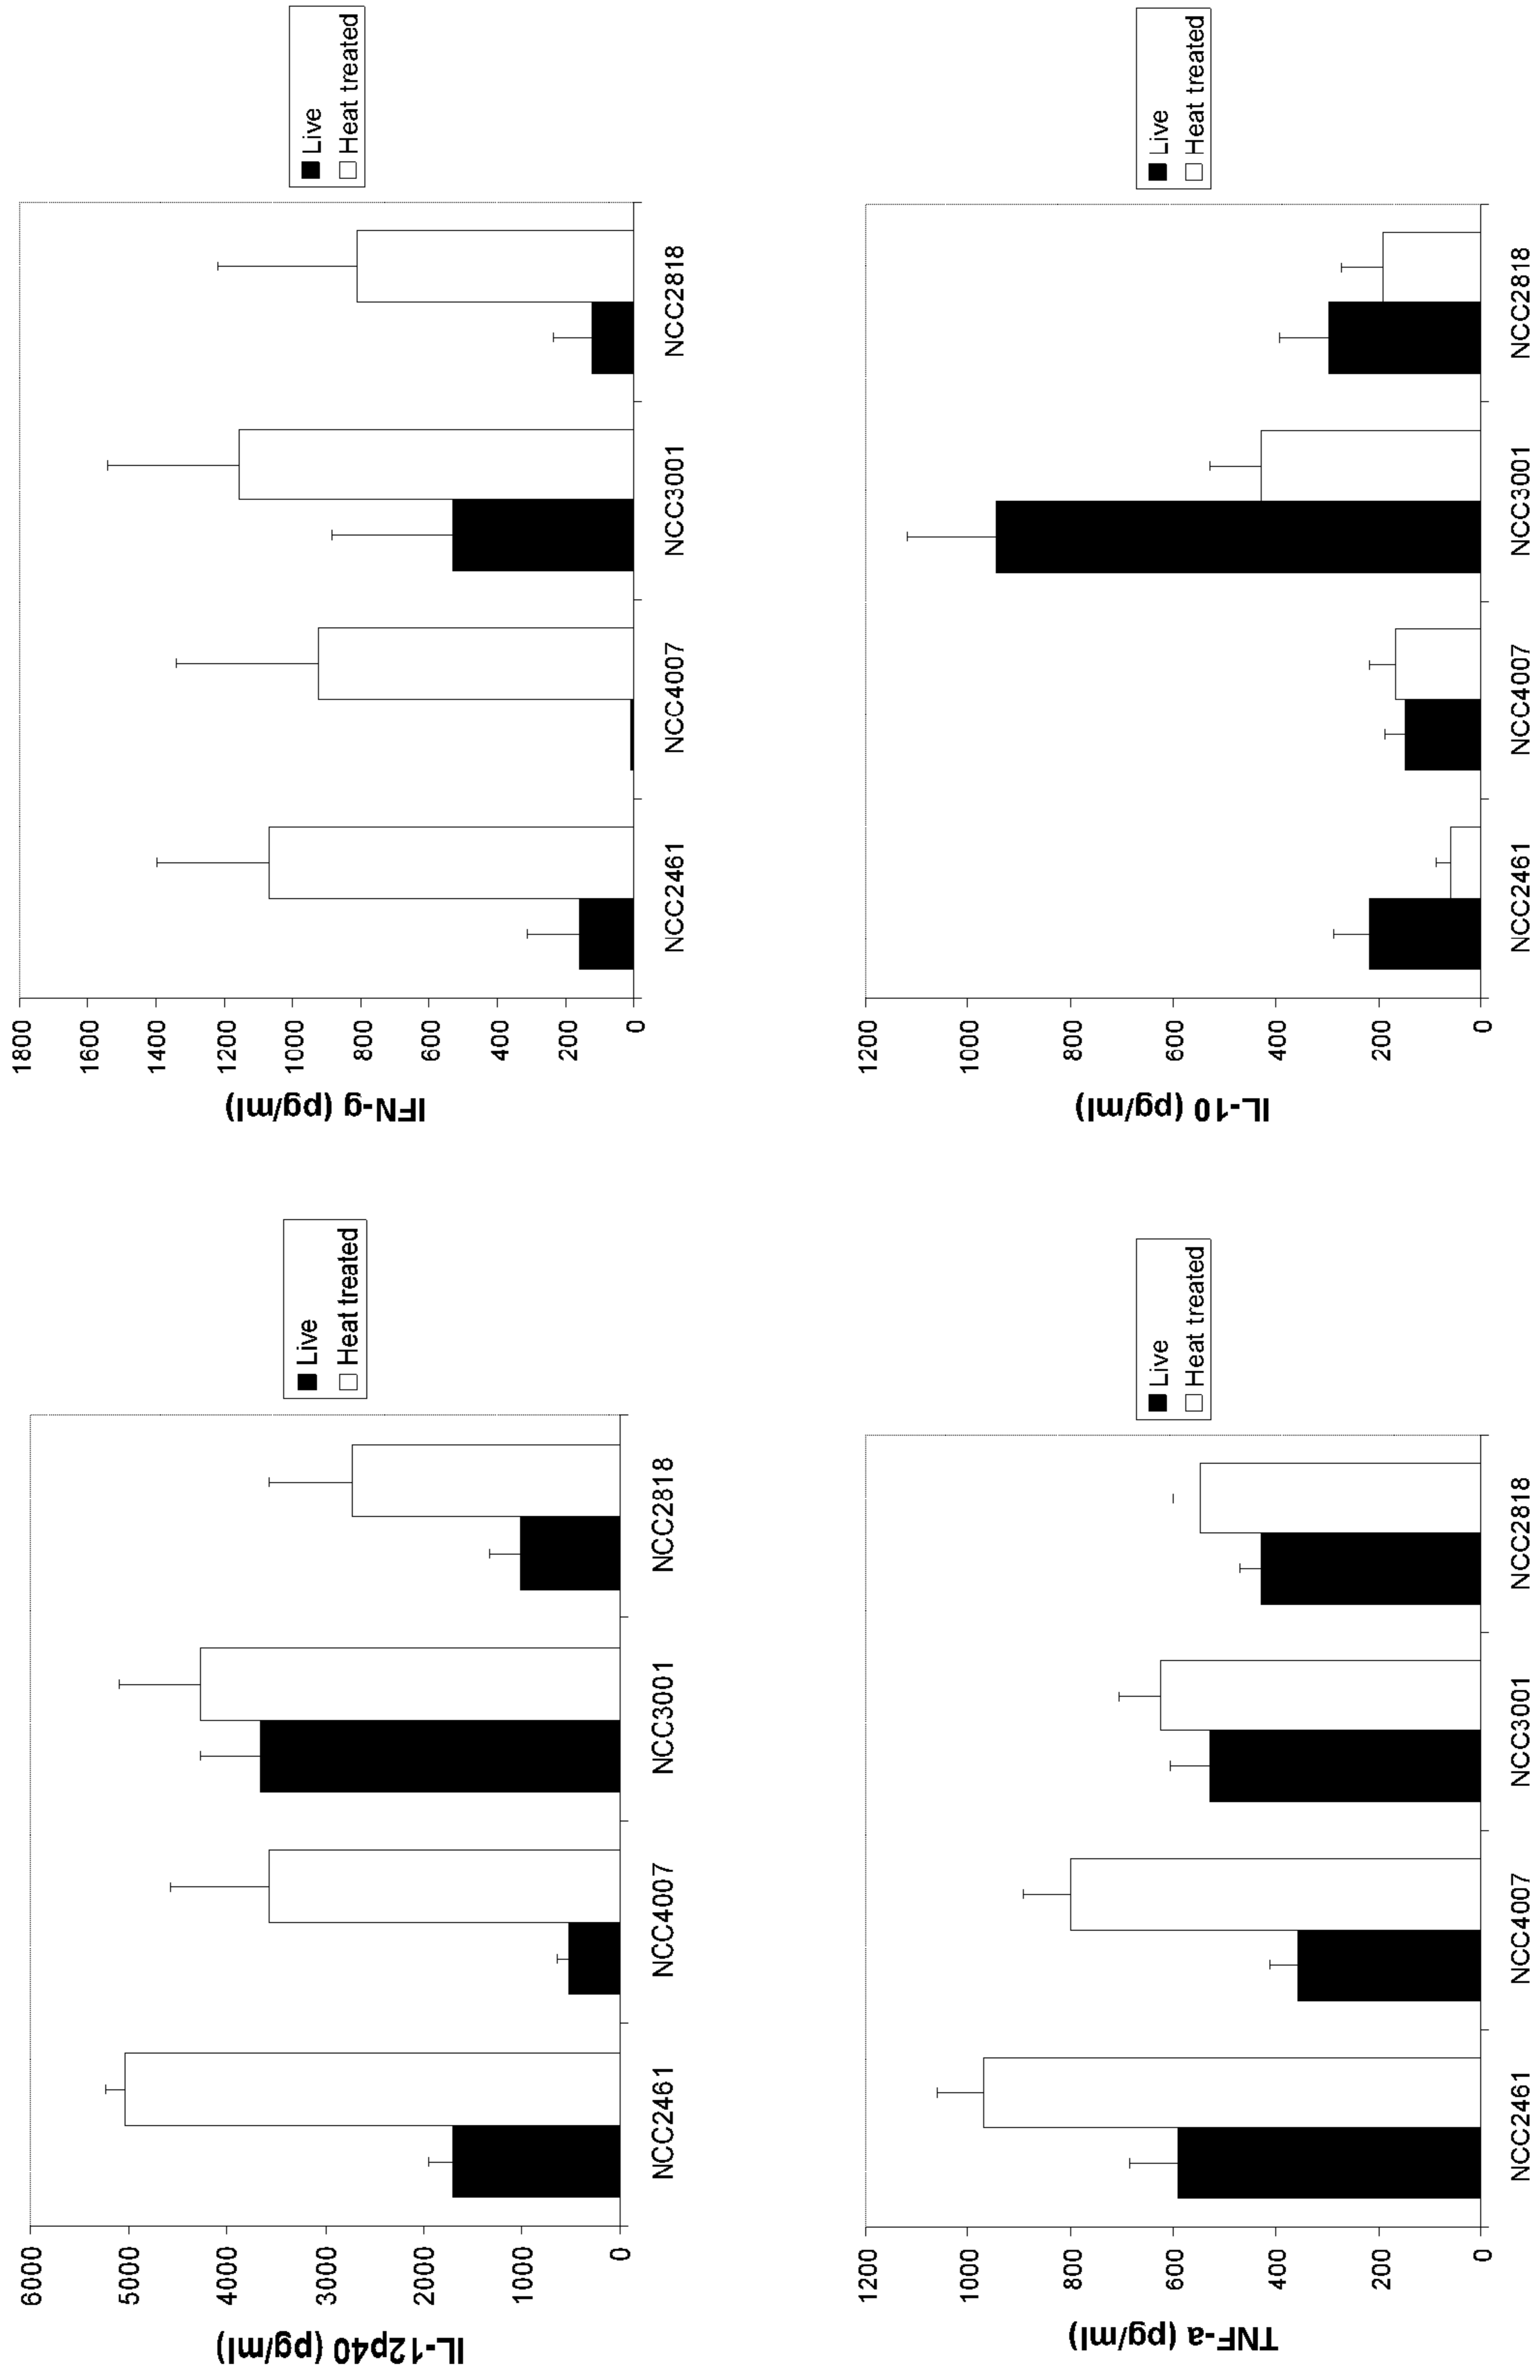 IL-12p40 (pg/ml)
6000
5000
4000
3000
2000
1000
0
NCC2461
NCC4007
NCC3001
NCC2818
Live
Heat treated
IFN-g (pg/ml)
1800
1600
1400
1200
1000
800
600
400
200
0
NCC2461
NCC4007
NCC3001
NCC2818
Live
Heat treated
TNF-a (pg/ml)
1200
1000
800
600
400
200
0
NCC2461
NCC4007
NCC3001
NCC2818
Live
Heat treated
IL-10 (pg/ml)
1200
1000
800
600
400
200
0
NCC2461
NCC4007
NCC3001
NCC2818
Live
Heat treated